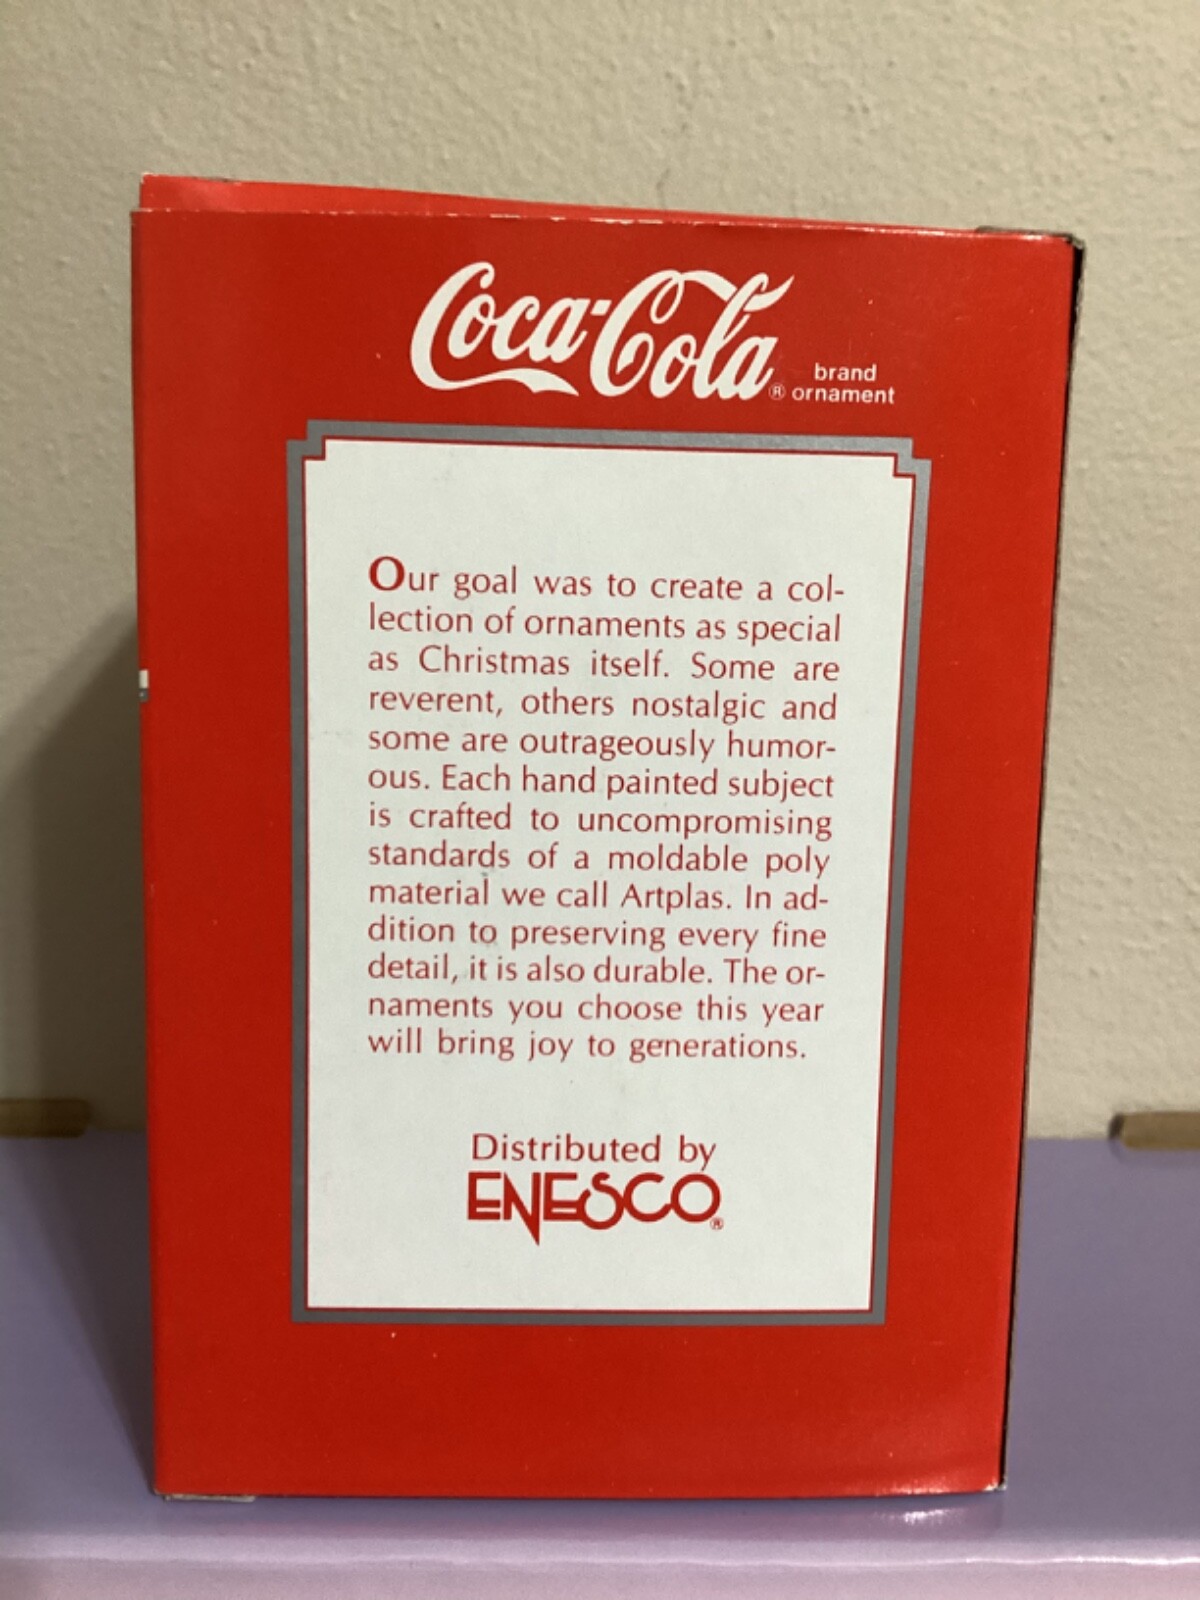 Coca-Cola® brand
ornament
Our goal was to create a col-
lection of ornaments as special
as Christmas itself. Some are
reverent, others nostalgic and
some are outrageously humor-
ous. Each hand painted subject
is crafted to uncompromising
standards of a moldable poly
material we call Artplas. In ad-
dition to preserving every fine
detail, it is also durable. The or-
naments you choose this year
will bring joy to generations.
Distributed by
ENESCO®